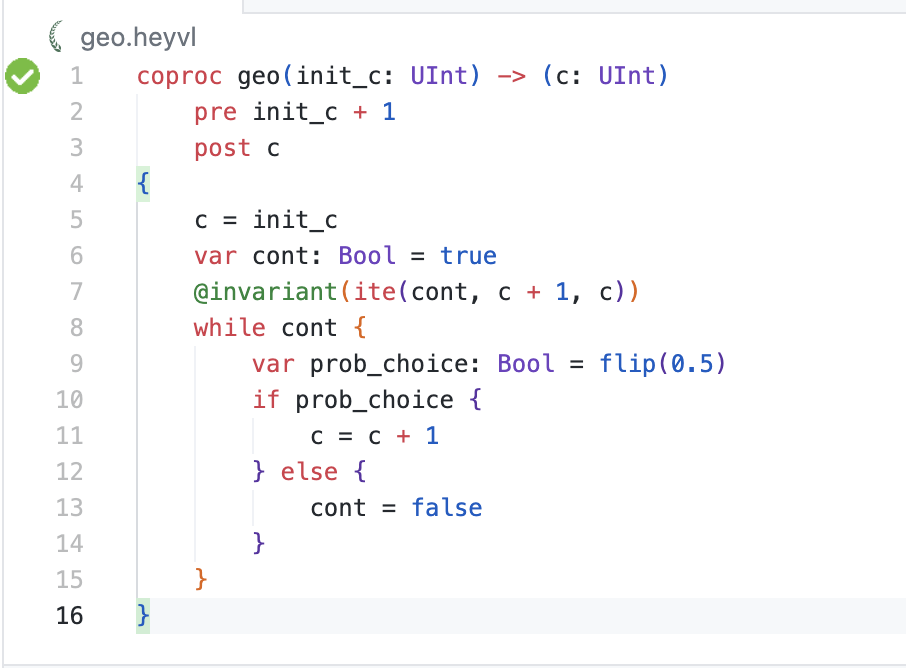 geo.heyvl
1 coproc geo(init_c: UInt) -> (c: UInt)
2     pre init_c + 1
3     post c
4 {
5     c = init_c
6     var cont: Bool = true
7     @invariant(ite(cont, c + 1, c))
8     while cont {
9         var prob_choice: Bool = flip(0.5)
10         if prob_choice {
11             c = c + 1
12         } else {
13             cont = false
14         }
15     }
16 }